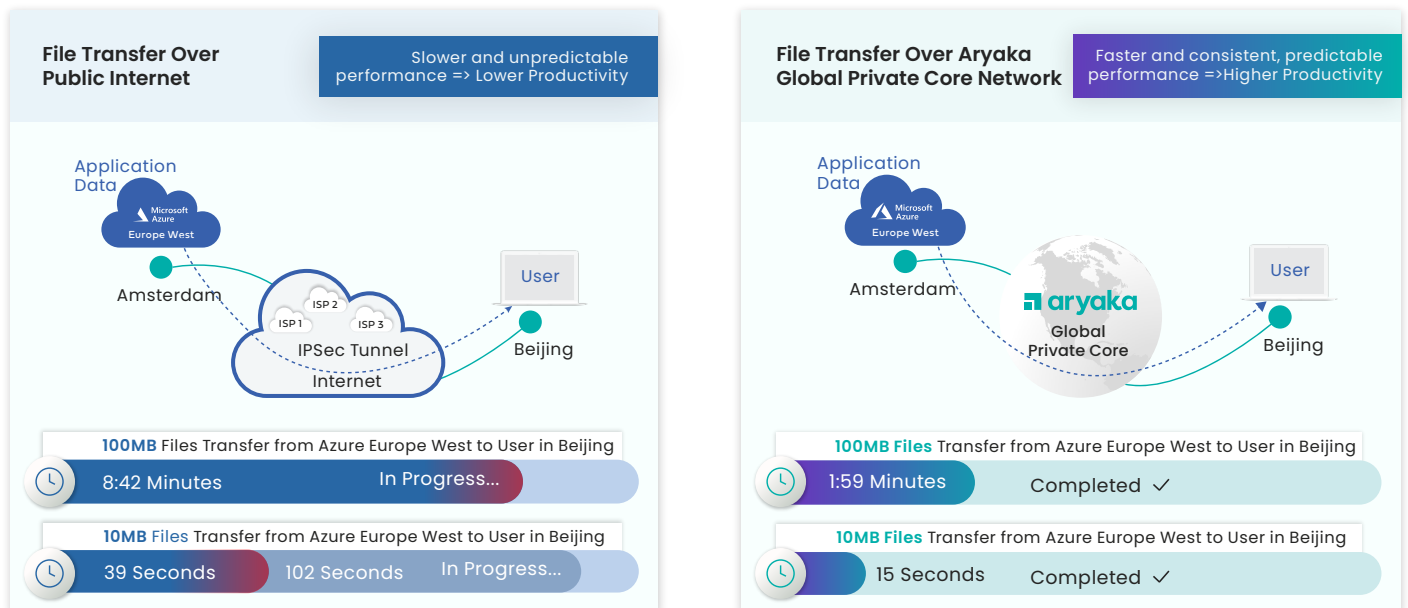 File Transfer Over
Public Internet
Slower and unpredictable
performance => Lower Productivity
Application
Data
Microsoft
Azure
Europe West
Amsterdam
ISP 1
ISP 2
ISP 3
IPSec Tunnel
Internet
User
Beijing
100MB Files Transfer from Azure Europe West to User in Beijing
8:42 Minutes
In Progress...
10MB Files Transfer from Azure Europe West to User in Beijing
39 Seconds
102 Seconds
In Progress...
File Transfer Over Aryaka
Global Private Core Network
Faster and consistent, predictable
performance =>Higher Productivity
Application
Data
Microsoft
Azure
Europe West
Amsterdam
aryaka
Global
Private Core
User
Beijing
100MB Files Transfer from Azure Europe West to User in Beijing
1:59 Minutes
Completed ✓
10MB Files Transfer from Azure Europe West to User in Beijing
15 Seconds
Completed ✓